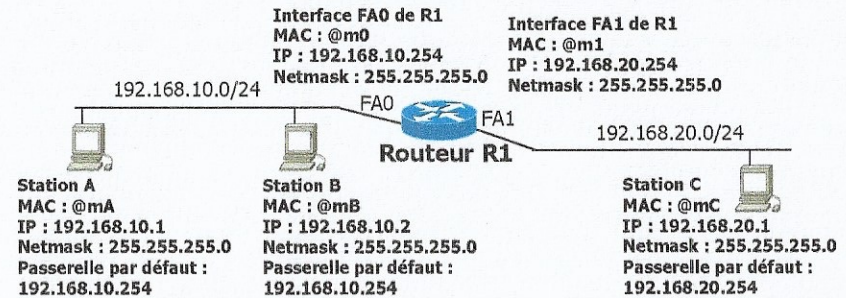 Interface FA0 de R1
MAC : @m0
IP : 192.168.10.254
Netmask : 255.255.255.0
Interface FA1 de R1
MAC : @m1
IP : 192.168.20.254
Netmask : 255.255.255.0
192.168.10.0/24
FA0
FA1
Routeur R1
192.168.20.0/24
Station A
MAC : @mA
IP : 192.168.10.1
Netmask : 255.255.255.0
Passerelle par défaut :
192.168.10.254
Station B
MAC : @mB
IP : 192.168.10.2
Netmask : 255.255.255.0
Passerelle par défaut :
192.168.10.254
Station C
MAC : @mC
IP : 192.168.20.1
Netmask : 255.255.255.0
Passerelle par défaut :
192.168.20.254